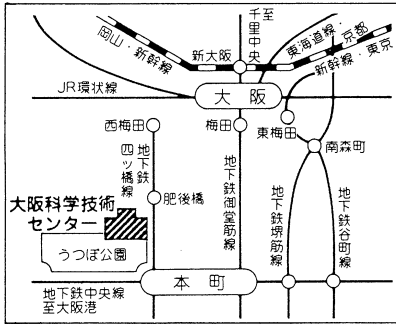 至
千里中央
岡山・新幹線
新大阪
東海道線・京都
新幹線・東京
JR環状線
大阪
西梅田
梅田
東梅田
南森町
地下鉄
四ッ橋線
肥後橋
地下鉄御堂筋線
地下鉄堺筋線
地下鉄谷町線
大阪科学技術
センター
うつぼ公園
本町
地下鉄中央線
至大阪港